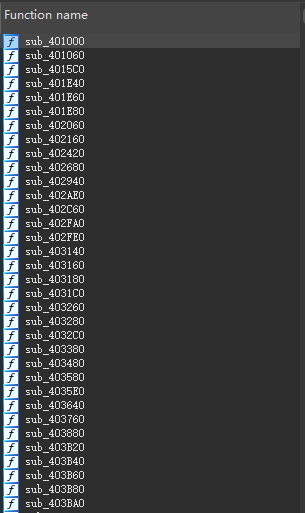 Function name
f sub_401000
f sub_401060
f sub_4015C0
f sub_401E40
f sub_401E60
f sub_401E80
f sub_402060
f sub_402160
f sub_402420
f sub_402680
f sub_402940
f sub_402AE0
f sub_402C60
f sub_402FA0
f sub_402FE0
f sub_403140
f sub_403160
f sub_403180
f sub_4031C0
f sub_403260
f sub_403280
f sub_4032C0
f sub_403380
f sub_403480
f sub_403580
f sub_4035E0
f sub_403640
f sub_403760
f sub_403880
f sub_403B20
f sub_403B40
f sub_403B60
f sub_403B80
f sub_403BA0